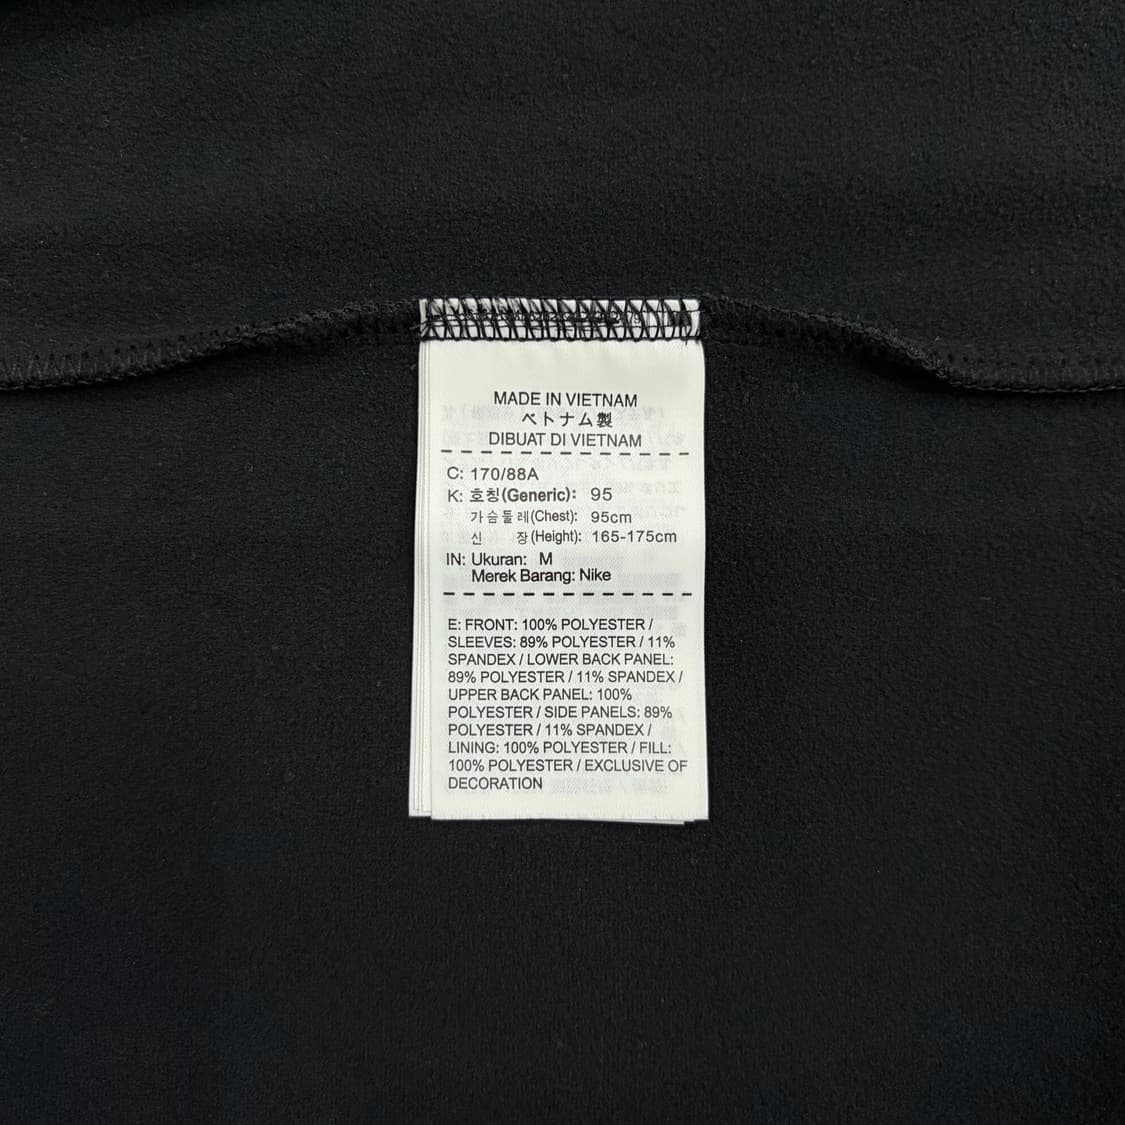 MADE IN VIETNAM
ベトナム製
DIBUAT DI VIETNAM
C: 170/88A
K: 호칭(Generic): 95
가슴둘레(Chest): 95cm
신 장(Height): 165-175cm
IN: Ukuran: M
Merek Barang: Nike
E: FRONT: 100% POLYESTER /
SLEEVES: 89% POLYESTER / 11%
SPANDEX / LOWER BACK PANEL:
89% POLYESTER / 11% SPANDEX /
UPPER BACK PANEL: 100%
POLYESTER / SIDE PANELS: 89%
POLYESTER / 11% SPANDEX /
LINING: 100% POLYESTER / FILL:
100% POLYESTER / EXCLUSIVE OF
DECORATION